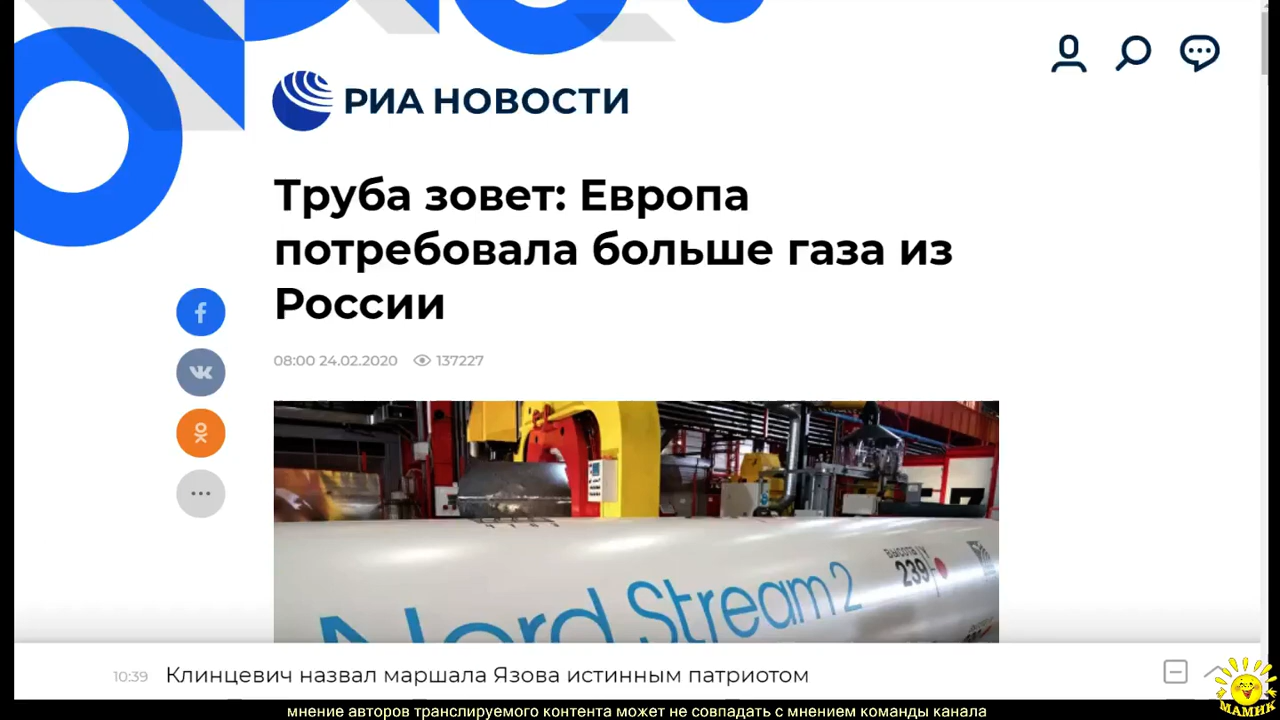 РИА НОВОСТИ
Труба зовет: Европа
потребовала больше газа из
России
08:00 24.02.2020 137227
ВЫСОТА
239
Nord Stream 2
10:39 Клинцевич назвал маршала Язова истинным патриотом
МАМИК
мнение авторов транслируемого контента может не совпадать с мнением команды канала